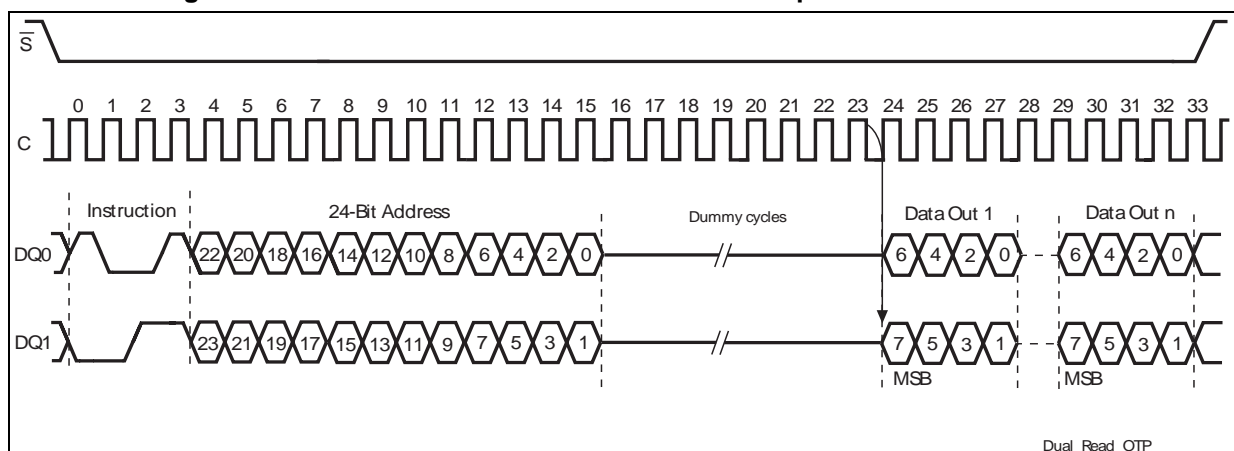 S
0 1 2 3 4 5 6 7 8 9 10 11 12 13 14 15 16 17 18 19 20 21 22 23 24 25 26 27 28 29 30 31 32 33
C
Instruction 24-Bit Address Dummy cycles Data Out 1 Data Out n
DQ0 22 20 18 16 14 12 10 8 6 4 2 0 6 4 2 0 6 4 2 0
DQ1 23 21 19 17 15 13 11 9 7 5 3 1 7 5 3 1 7 5 3 1
MSB MSB
Dual_Read_OTP